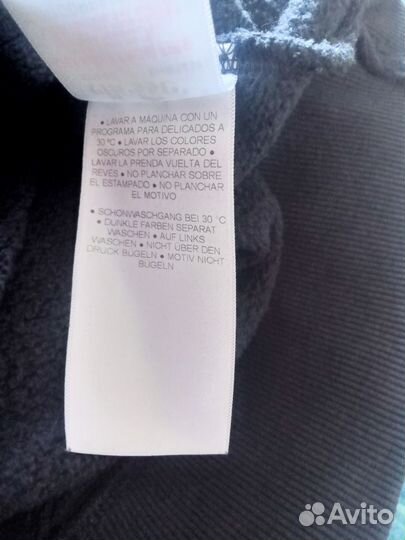 • LAVAR A MÁQUINA CON UN
PROGRAMA PARA DELICADOS A
30 ºC • LAVAR LOS COLORES
OSCUROS POR SEPARADO •
LAVAR LA PRENDA VUELTA DEL
REVÉS • NO PLANCHAR SOBRE
EL ESTAMPADO • NO PLANCHAR
EL MOTIVO
• SCHONWASCHGANG BEI 30 °C
• DUNKLE FARBEN SEPARAT
WASCHEN • AUF LINKS
WASCHEN • NICHT ÜBER DEN
DRUCK BÜGELN • MOTIV NICHT
BÜGELN
Avito